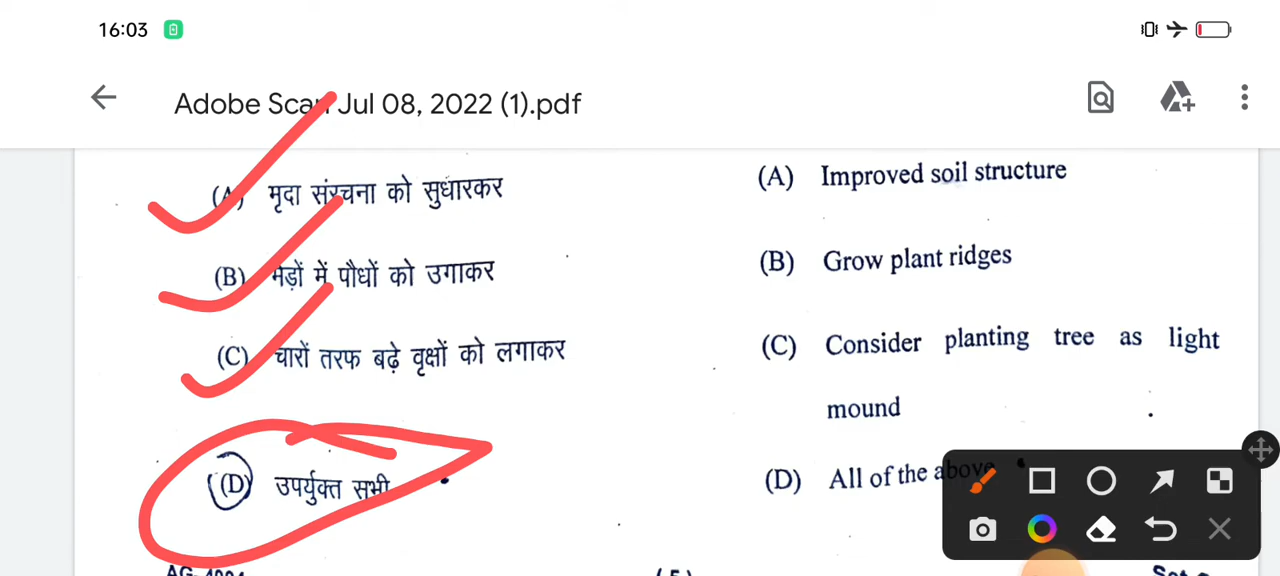 16:03
Adobe Scan Jul 08, 2022 (1).pdf
(A) मृदा संरचना को सुधारकर
(A) Improved soil structure
(B) मेड़ों में पौधों को उगाकर
(B) Grow plant ridges
(C) चारों तरफ बढ़े वृक्षों को लगाकर
(C) Consider planting tree as light
mound
(D) उपर्युक्त सभी
(D) All of the above
(5)